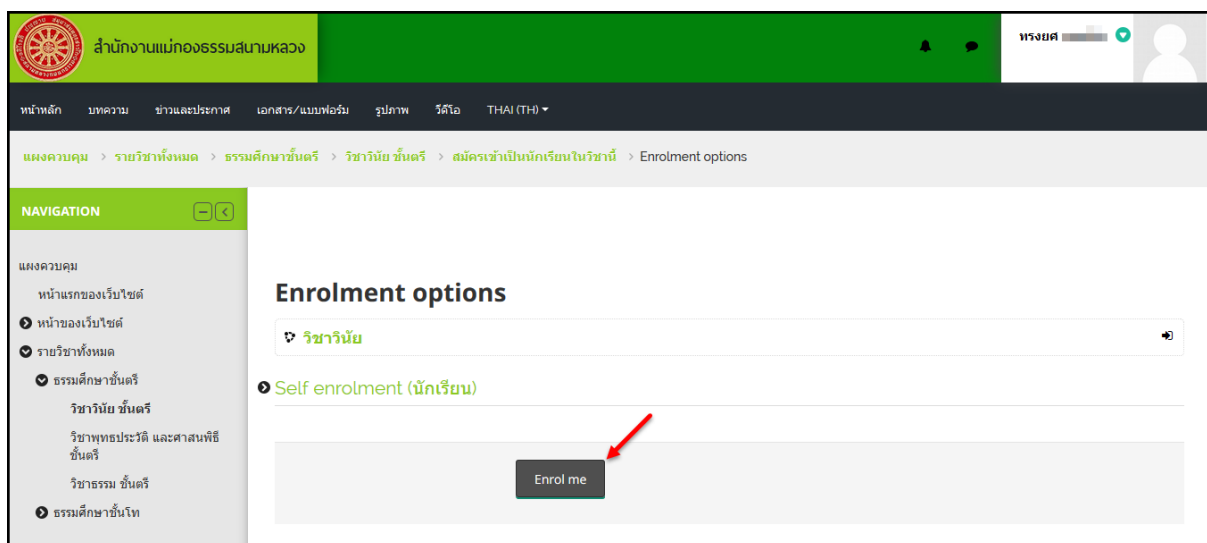 สำนักงานแม่กองธรรมสนามหลวง
ทรงยศ
หน้าหลัก บทความ ข่าวและประกาศ เอกสาร/แบบฟอร์ม รูปภาพ วีดีโอ THAI (TH)
แผงควบคุม > รายวิชาทั้งหมด > ธรรมศึกษาชั้นตรี > วิชาวินัย ชั้นตรี > สมัครเข้าเป็นนักเรียนในวิชานี้ > Enrolment options
NAVIGATION
แผงควบคุม
หน้าแรกของเว็บไซต์
หน้าของเว็บไซต์
รายวิชาทั้งหมด
ธรรมศึกษาชั้นตรี
วิชาวินัย ชั้นตรี
วิชาพุทธประวัติ และศาสนพิธี
ชั้นตรี
วิชาธรรม ชั้นตรี
ธรรมศึกษาชั้นโท
Enrolment options
วิชาวินัย
Self enrolment (นักเรียน)
Enrol me